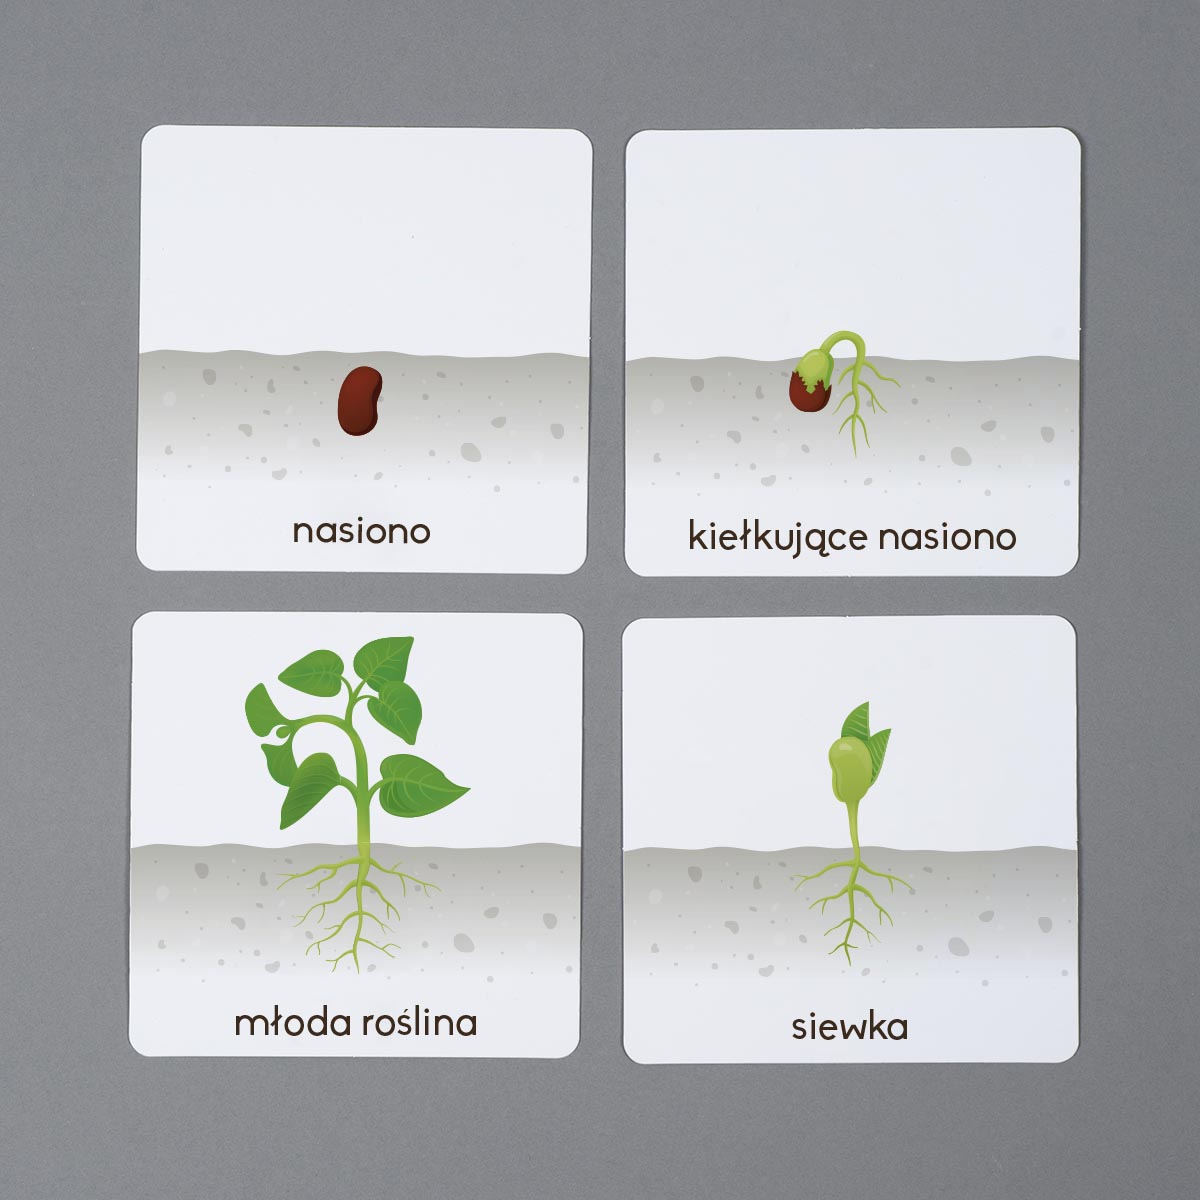 nasiono
kiełkujące nasiono
młoda roślina
siewka